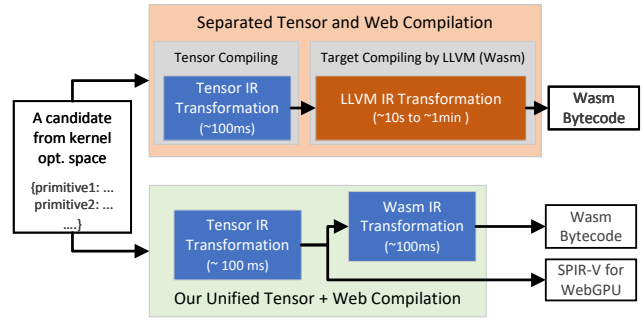 Separated Tensor and Web Compilation
Tensor Compiling
Target Compiling by LLVM (Wasm)
Tensor IR
Transformation
(~100ms)
LLVM IR Transformation
(~10s to ~1min )
Wasm
Bytecode
A candidate
from kernel
opt. space
{primitive1: ...
primitive2: ...
....}
Tensor IR
Transformation
(~ 100 ms)
Wasm IR
Transformation
(~100ms)
Wasm
Bytecode
SPIR-V for
WebGPU
Our Unified Tensor + Web Compilation